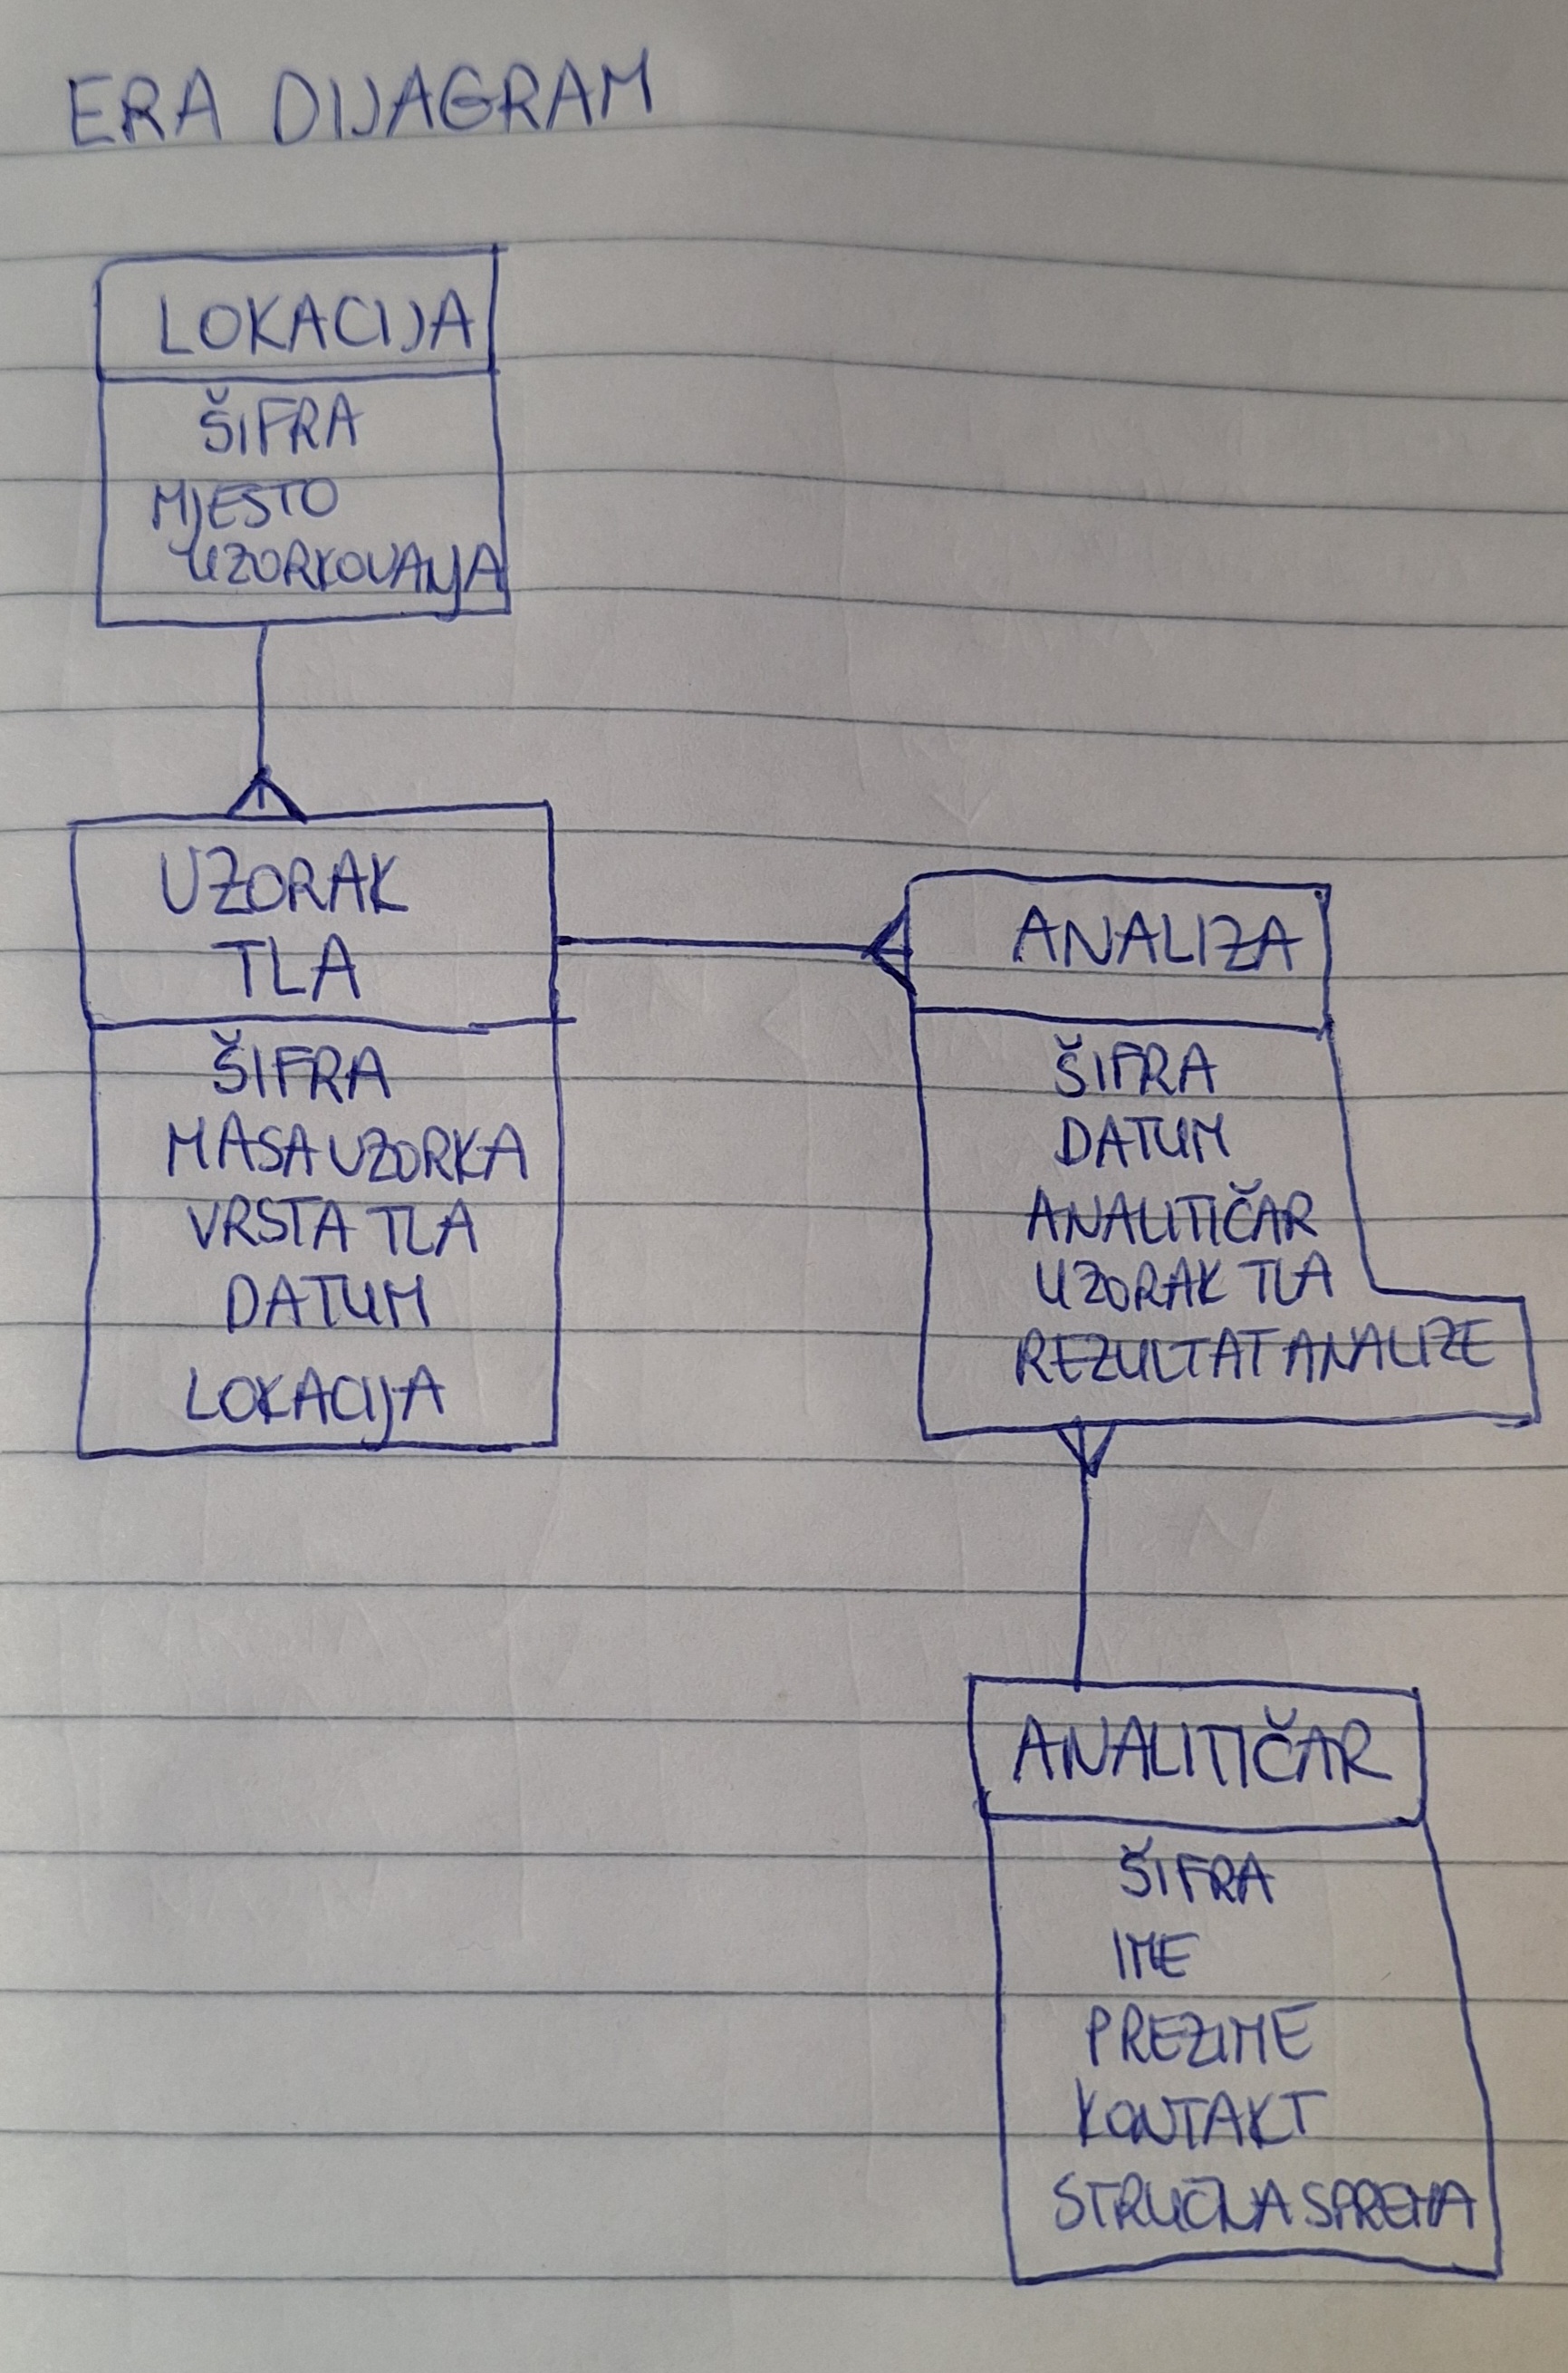 ERA DIJAGRAM
LOKACIJA
ŠIFRA
MJESTO
UZORKOVANJA
UZORAK
TLA
ŠIFRA
MASA UZORKA
VRSTA TLA
DATUM
LOKACIJA
ANALIZA
ŠIFRA
DATUM
ANALITIČAR
UZORAK TLA
REZULTAT ANALIZE
ANALITIČAR
ŠIFRA
IME
PREZIME
KONTAKT
STRUČNA SPREMA